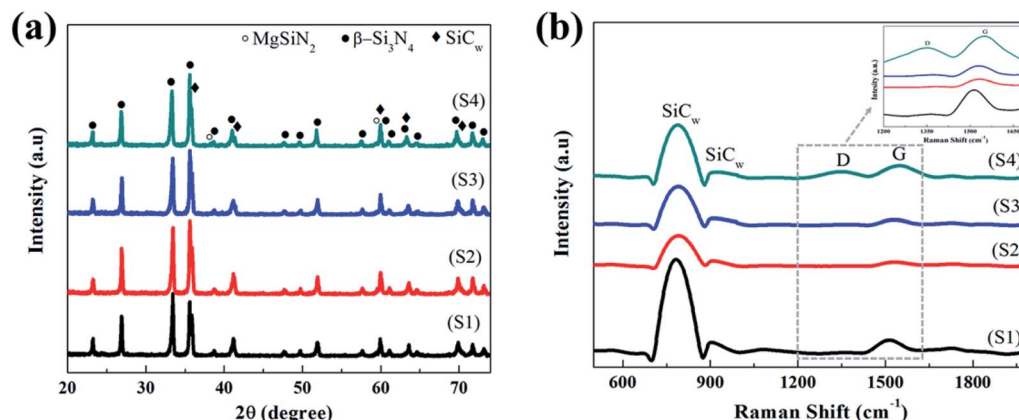 (a)
MgSiN₂ β–Si₃N₄ SiCw
(S4)
(S3)
(S2)
(S1)
Intensity (a.u)
20 30 40 50 60 70
2θ (degree)
(b)
SiCw
SiCw
D G
(S4)
(S3)
(S2
(S1)
Intensity (a.u)
600 900 1200 1500 1800
Raman Shift (cm⁻¹)
D G
Intesity (a.u.)
1200 1350 1500 1650
Raman Shift (cm⁻¹)